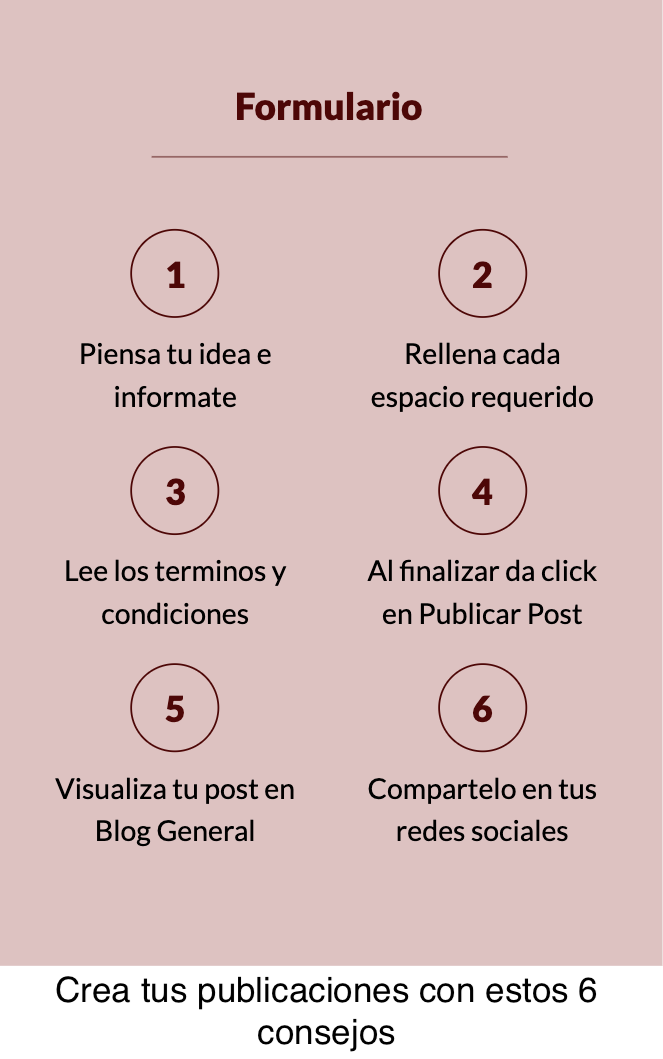 Formulario
1
Piensa tu idea e
informate
2
Rellena cada
espacio requerido
3
Lee los terminos y
condiciones
4
Al finalizar da click
en Publicar Post
5
Visualiza tu post en
Blog General
6
Compartelo en tus
redes sociales
Crea tus publicaciones con estos 6
consejos